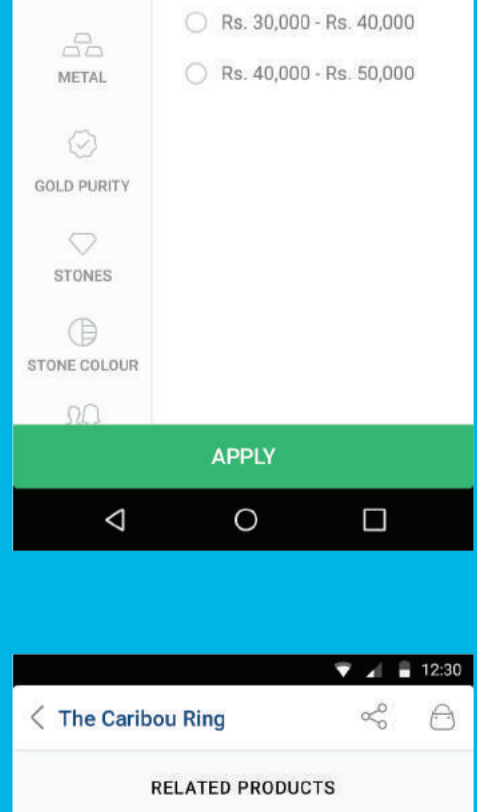 Rs. 30,000 - Rs. 40,000
METAL
Rs. 40,000 - Rs. 50,000
GOLD PURITY
STONES
STONE COLOUR
APPLY
12:30
The Caribou Ring
RELATED PRODUCTS